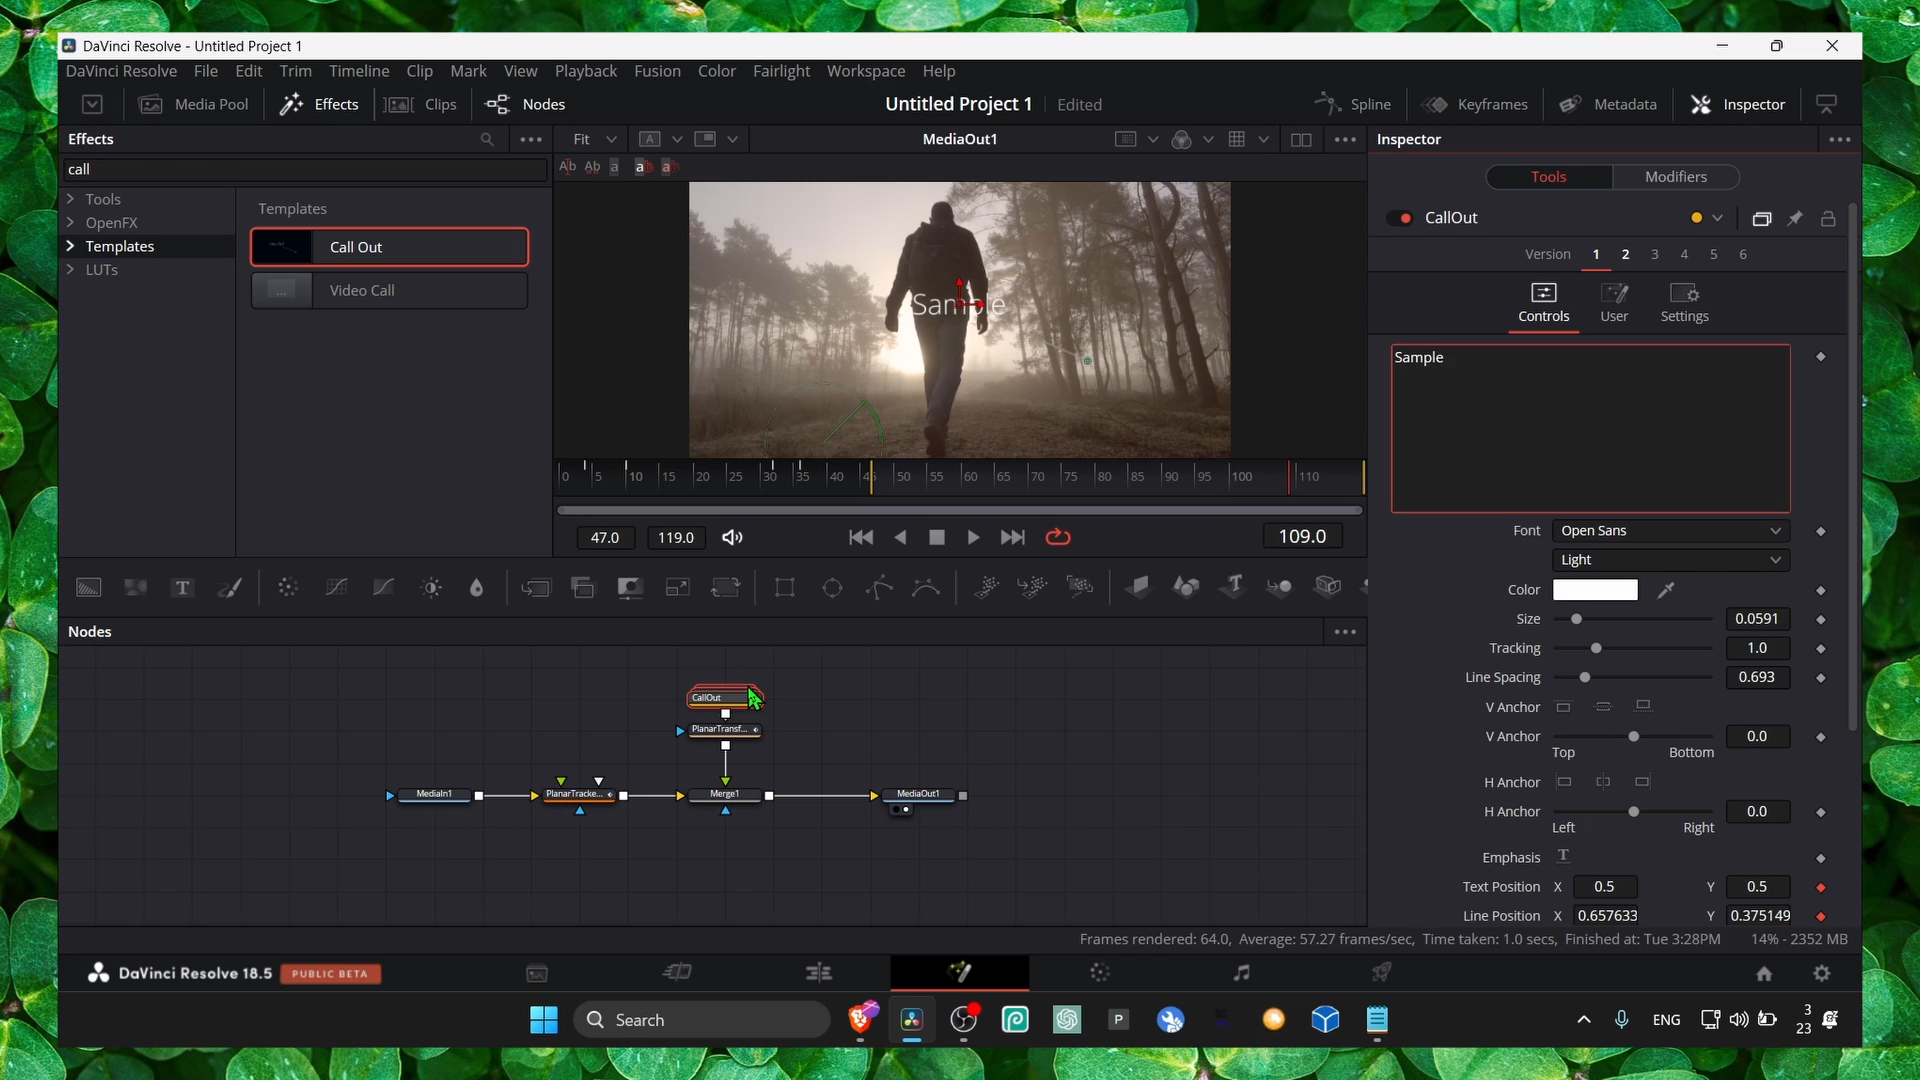 DaVinci Resolve - Untitled Project 1
DaVinci Resolve File Edit Trim Timeline Clip Mark View Playback Fusion Color Fairlight Workspace Help
Media Pool Effects Clips Nodes Untitled Project 1 Edited Spline Keyframes Metadata Inspector
Effects Fit A MediaOut1 Inspector
call
Tools
OpenFX
Templates
LUTs
Templates
Call Out
Video Call
Sample
0 5 10 15 20 25 30 35 40 45 50 55 60 65 70 75 80 85 90 95 100 110
47.0 119.0 109.0
Nodes
CallOut
PlanarTransf...
MediaIn1 PlanarTracke... Merge1 MediaOut1
Tools Modifiers
CallOut
Version 1 2 3 4 5 6
Controls User Settings
Sample
Font Open Sans
Light
Color
Size 0.0591
Tracking 1.0
Line Spacing 0.693
V Anchor
V Anchor 0.0
Top Bottom
H Anchor
H Anchor 0.0
Left Right
Emphasis T
Text Position X 0.5 Y 0.5
Line Position X 0.657633 Y 0.375149
Frames rendered: 64.0, Average: 57.27 frames/sec, Time taken: 1.0 secs, Finished at: Tue 3:28PM 14% - 2352 MB
DaVinci Resolve 18.5 PUBLIC BETA
Search P ENG 3
23